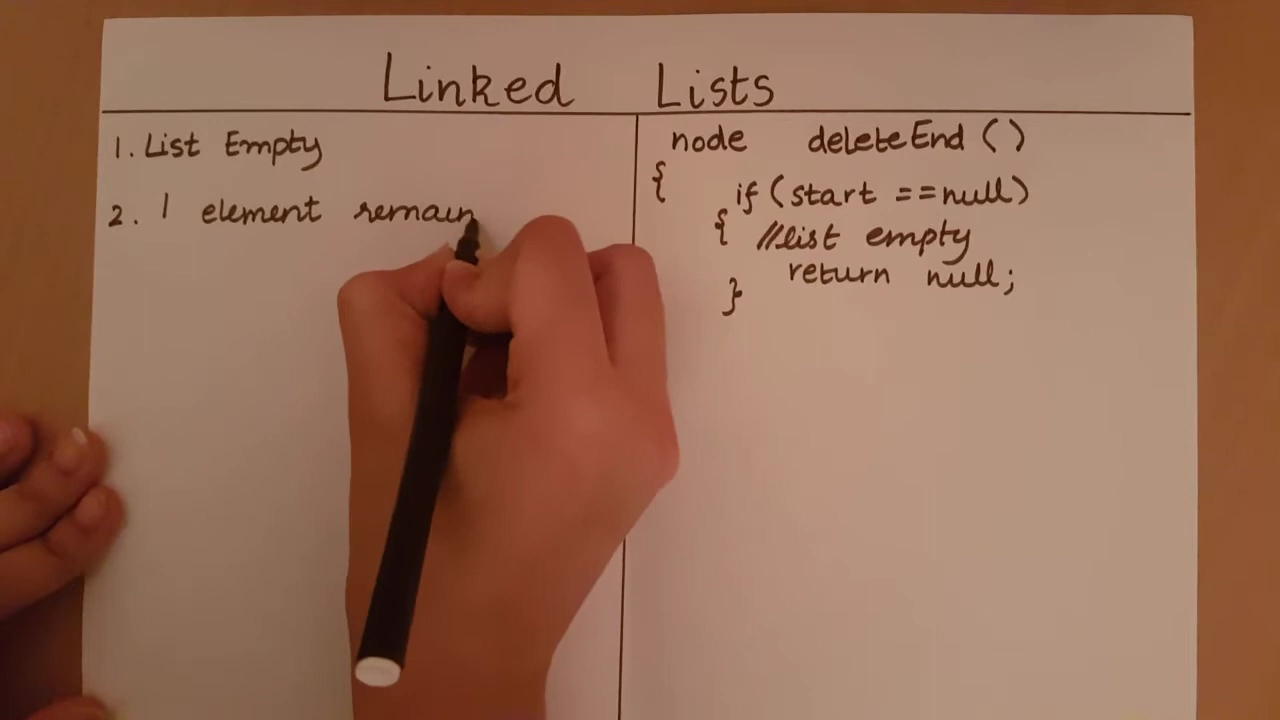 Linked Lists
1. List Empty
2. 1 element remain
node deleteEnd ()
{ if (start ==null)
{ //list empty
return null;
}